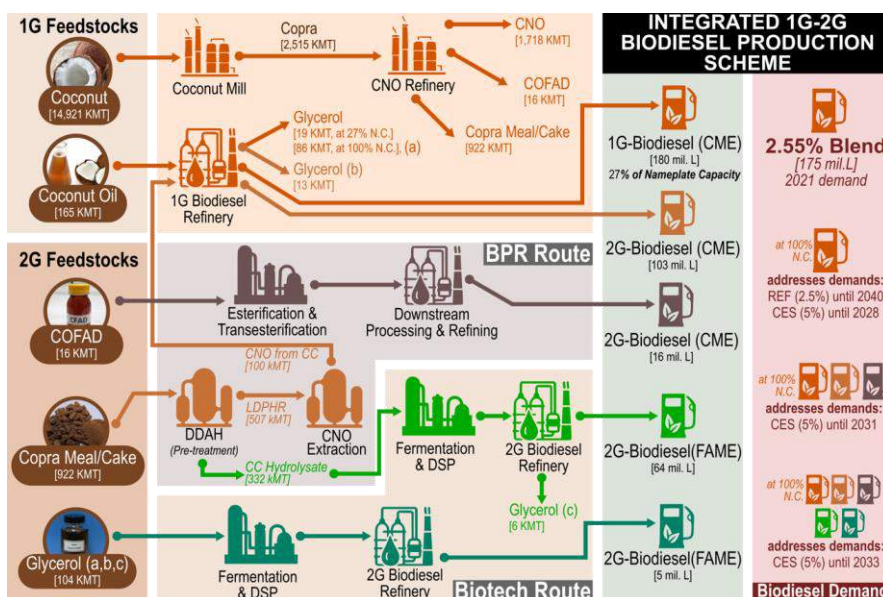 1G Feedstocks
Coconut
[14,921 KMT]
Coconut Oil
[165 KMT]
Coconut Mill
Copra
[2,515 KMT]
CNO Refinery
CNO
[1,718 KMT]
COFAD
[16 KMT]
Copra Meal/Cake
[922 KMT]
Glycerol
[19 KMT, at 27% N.C.]
[86 KMT, at 100% N.C.], (a)
Glycerol (b)
[13 KMT]
1G Biodiesel
Refinery
INTEGRATED 1G-2G
BIODIESEL PRODUCTION
SCHEME
1G-Biodiesel (CME)
[180 mil. L]
27% of Nameplate Capacity
2G-Biodiesel (CME)
[103 mil. L]
2G-Biodiesel (CME)
[16 mil. L]
2G-Biodiesel(FAME)
[64 mil. L]
2G-Biodiesel(FAME)
[5 mil. L]
2.55% Blend
[175 mil.L]
2021 demand
at 100%
N.C.
addresses demands:
REF (2.5%) until 2040
CES (5%) until 2028
at 100%
N.C.
addresses demands:
CES (5%) until 2031
at 100%
N.C.
addresses demands:
CES (5%) until 2033
Biodiesel Demand
2G Feedstocks
COFAD
[16 KMT]
Copra Meal/Cake
[922 KMT]
Glycerol (a,b,c)
[104 KMT]
BPR Route
Esterification &
Transesterification
Downstream
Processing & Refining
CNO from CC
[100 kMT]
DDAH
(Pre-treatment)
LDPHR
[507 kMT]
CNO
Extraction
CC Hydrolysate
[332 kMT]
Fermentation
& DSP
2G Biodiesel
Refinery
Glycerol (c)
[6 KMT]
Fermentation
& DSP
2G Biodiesel
Refinery
Biotech Route